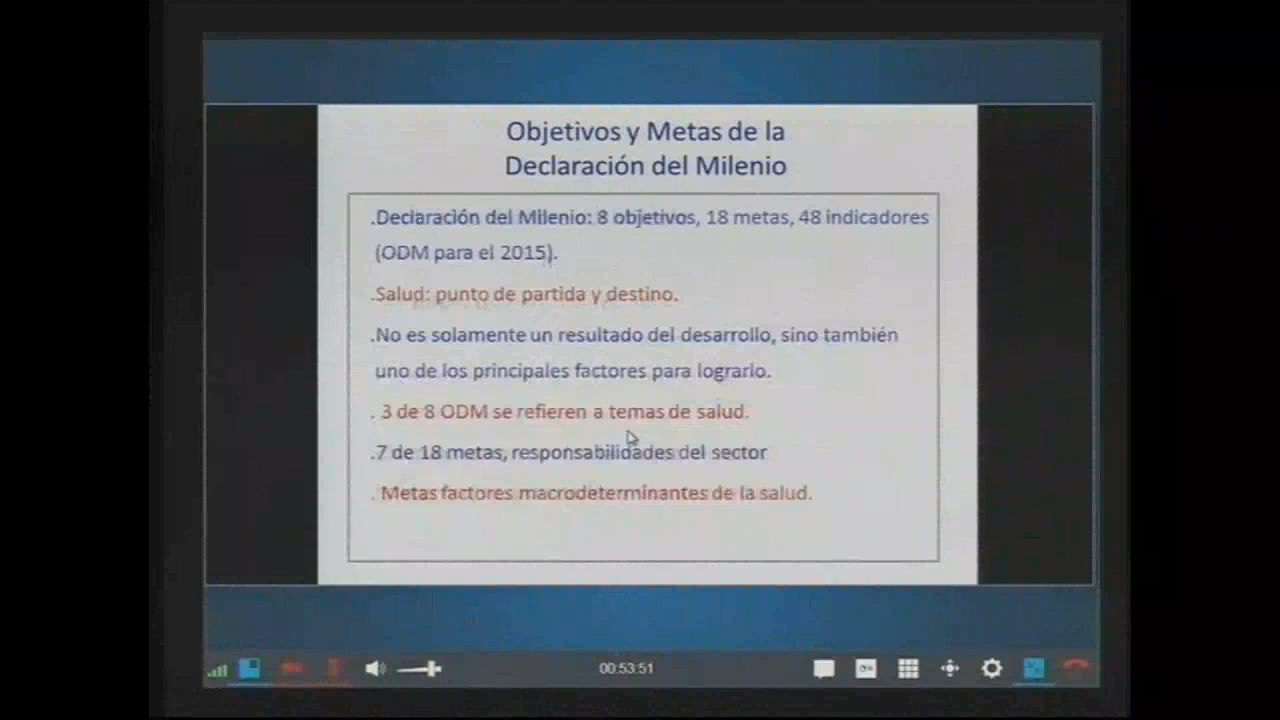 Objetivos y Metas de la
Declaración del Milenio
.Declaración del Milenio: 8 objetivos, 18 metas, 48 indicadores
(ODM para el 2015).
.Salud: punto de partida y destino.
.No es solamente un resultado del desarrollo, sino también
uno de los principales factores para lograrlo.
. 3 de 8 ODM se refieren a temas de salud.
.7 de 18 metas, responsabilidades del sector
. Metas factores macrodeterminantes de la salud.
00:53:51